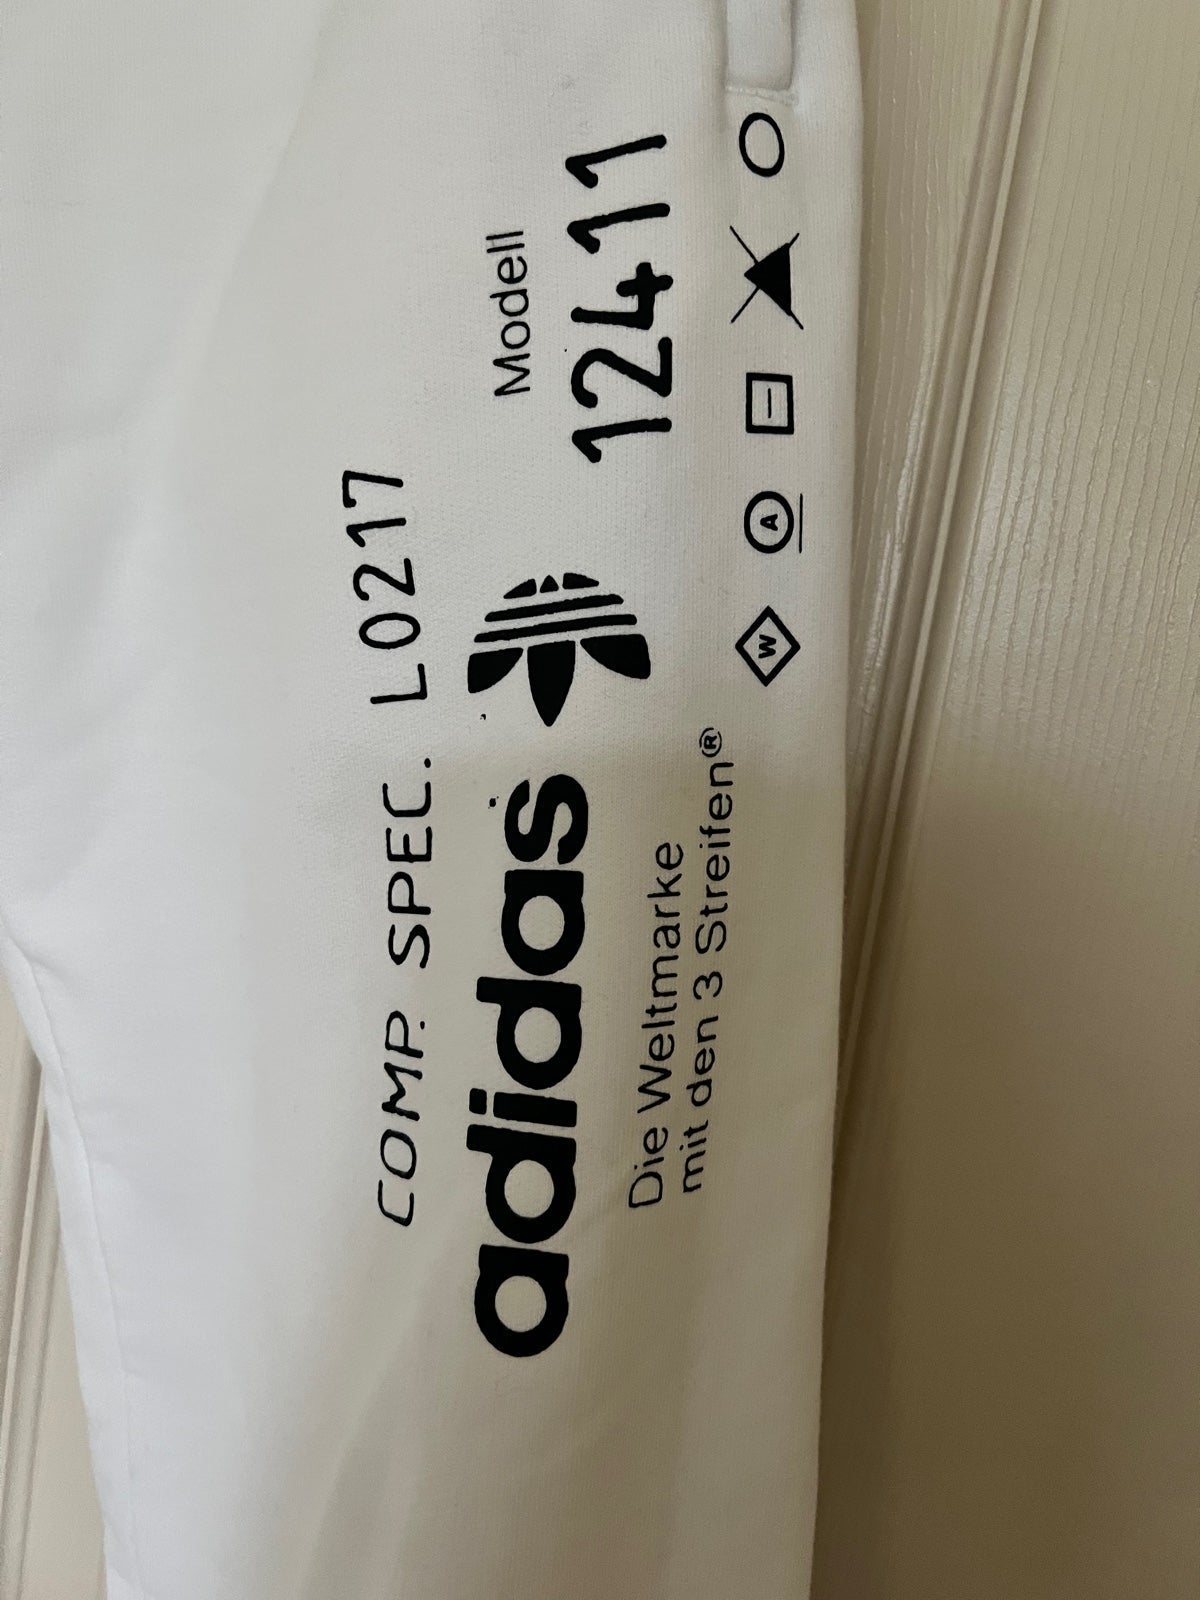 COMP. SPEC. L0217
adidas
Modell
12411
Die Weltmarke
mit den 3 Streifen®
W
A